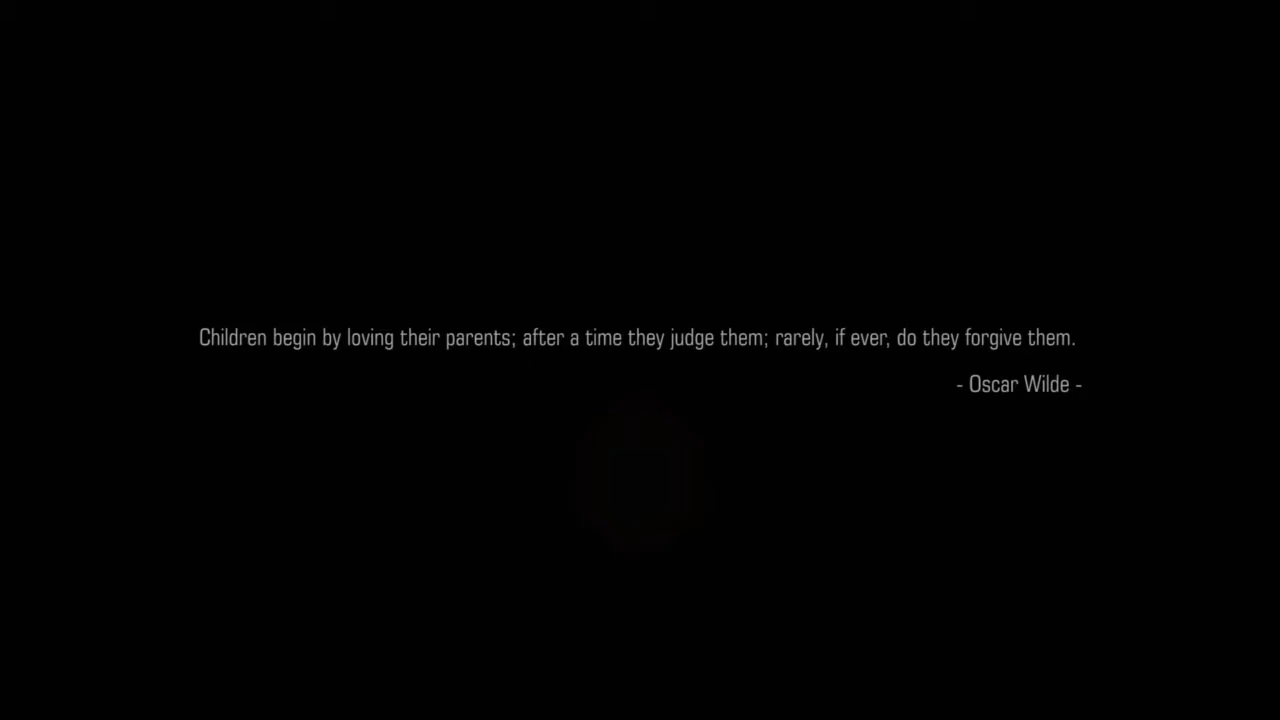 Children begin by loving their parents; after a time they judge them; rarely, if ever, do they forgive them.
- Oscar Wilde -